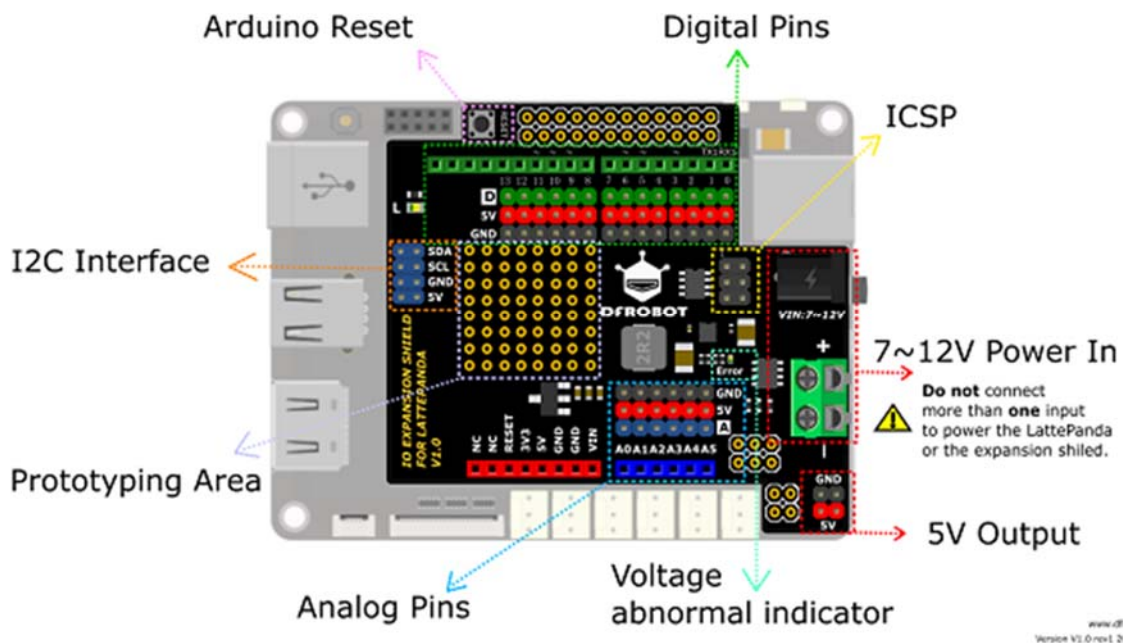 Arduino Reset
Digital Pins
ICSP
RESET
TX1RX1
13 12 11 10 9 8 7 6 5 4 3 2 1 0
D
L
5V
GND
I2C Interface
SDA
SCL
GND
5V
DFROBOT
VIN:7~12V
2R2
+
7~12V Power In
Error
Do not connect
more than one input
to power the LattePanda
or the expansion shiled.
IO EXPANSION SHIELD
FOR LATTEPANDA
V1.0
GND
5V
A
NC NC RESET 3V3 5V GND GND VIN
A0 A1 A2 A3 A4 A5
Prototyping Area
GND
5V
5V Output
Analog Pins
Voltage
abnormal indicator
www.df